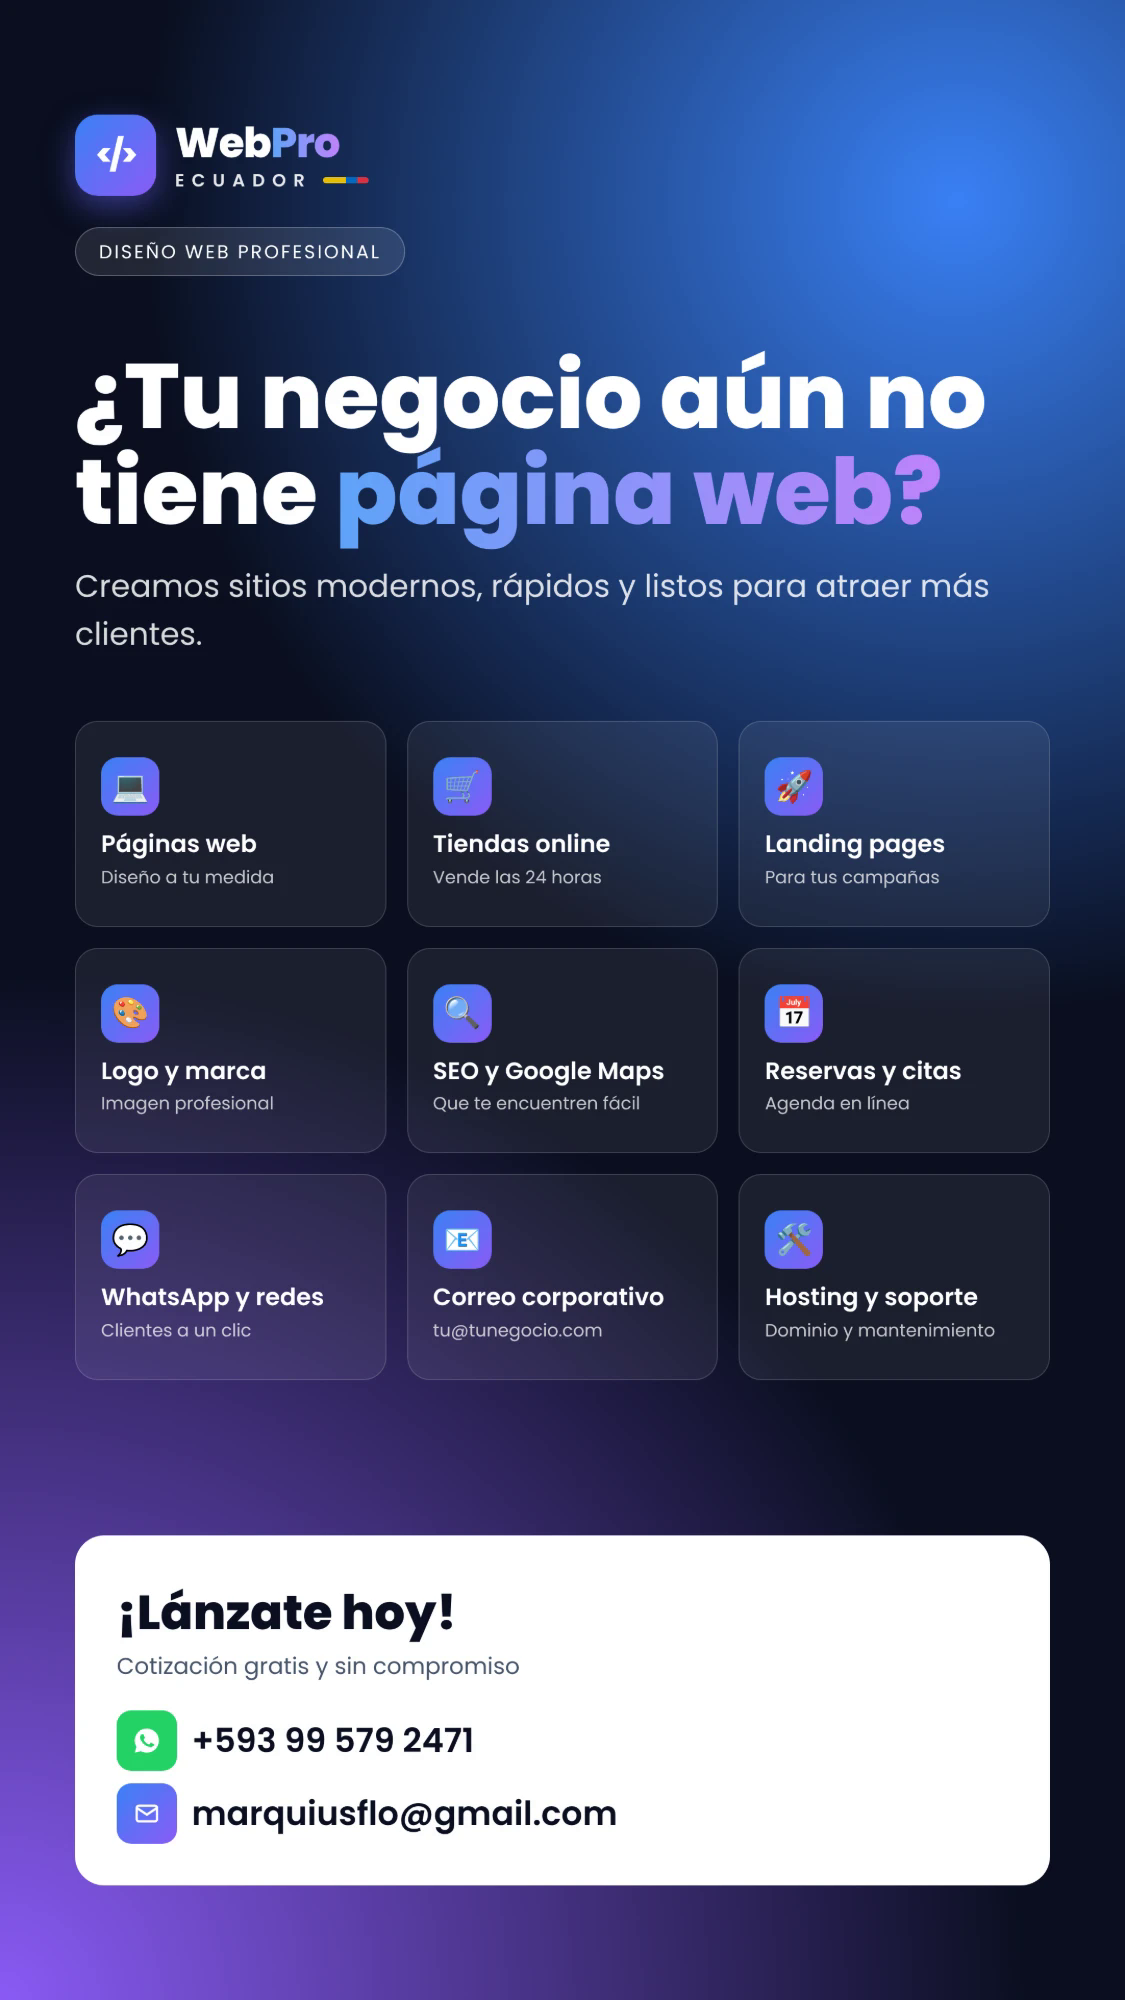 </>
WebPro
ECUADOR
DISEÑO WEB PROFESIONAL
¿Tu negocio aún no
tiene página web?
Creamos sitios modernos, rápidos y listos para atraer más
clientes.
Páginas web
Diseño a tu medida
Tiendas online
Vende las 24 horas
Landing pages
Para tus campañas
Logo y marca
Imagen profesional
SEO y Google Maps
Que te encuentren fácil
July
17
Reservas y citas
Agenda en línea
WhatsApp y redes
Clientes a un clic
E
Correo corporativo
tu@tunegocio.com
Hosting y soporte
Dominio y mantenimiento
¡Lánzate hoy!
Cotización gratis y sin compromiso
+593 99 579 2471
marquiusflo@gmail.com